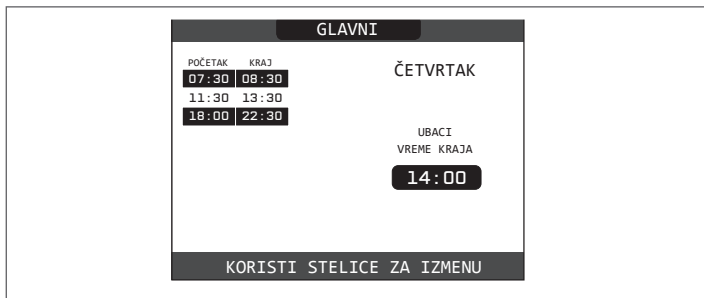 GLAVNI
POČETAK KRAJ
07:30 08:30
11:30 13:30
18:00 22:30
ČETVRTAK
UBACI
VREME KRAJA
14:00
KORISTI STELICE ZA IZMENU